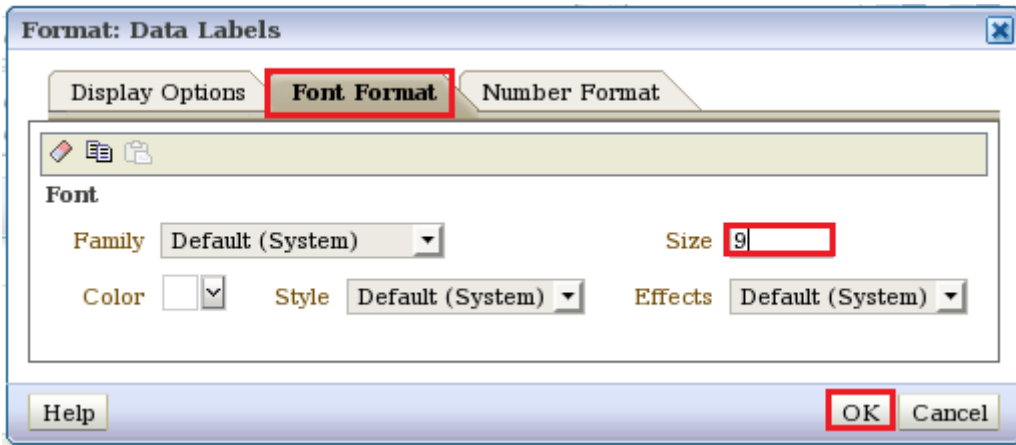 Format: Data Labels
Display Options Font Format Number Format
Font
Family Default (System) Size 9
Color Style Default (System) Effects Default (System)
Help OK Cancel